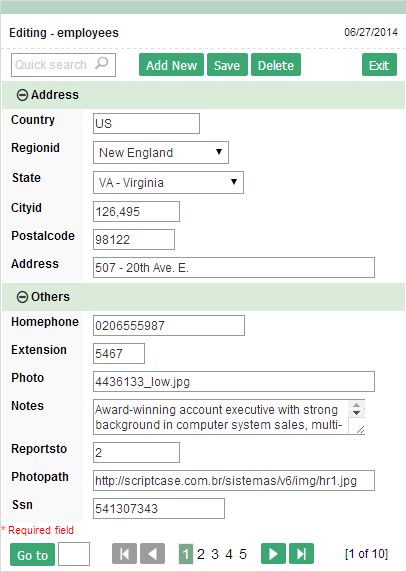 Editing - employees 06/27/2014
Quick search Add New Save Delete Exit
Address
Country US
Regionid New England
State VA - Virginia
Cityid 126,495
Postalcode 98122
Address 507 - 20th Ave. E.
Others
Homephone 0206555987
Extension 5467
Photo 4436133_low.jpg
Notes Award-winning account executive with strong
background in computer system sales, multi-
Reportsto 2
Photopath http://scriptcase.com.br/sistemas/v6/img/hr1.jpg
Ssn 541307343
* Required field
Go to 1 2 3 4 5 [1 of 10]